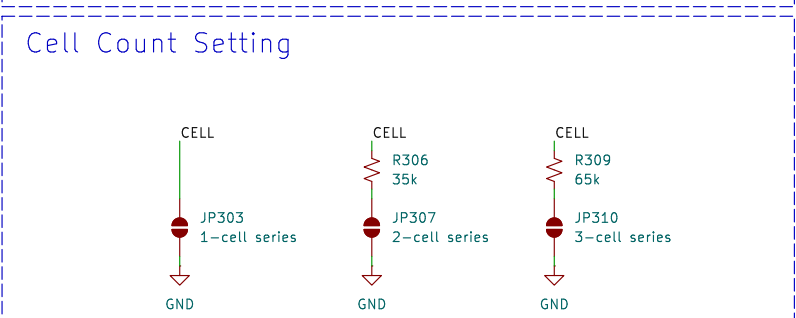 Cell Count Setting
CELL
CELL
CELL
R306
35k
R309
65k
JP303
1-cell series
JP307
2-cell series
JP310
3-cell series
GND
GND
GND